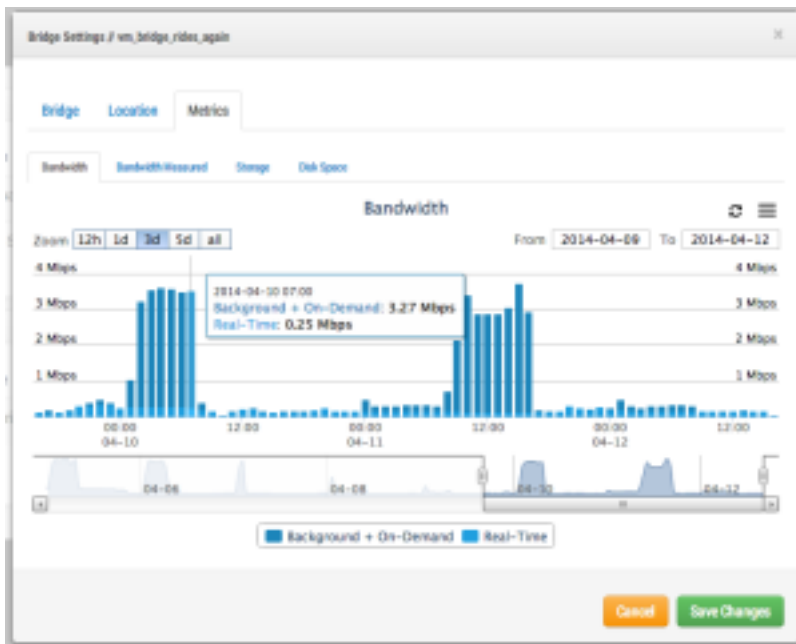 Bridge Settings // vm_bridge_rides_again
Bridge Location Metrics
Bandwidth Bandwidth Measured Storage Disk Space
Bandwidth
Zoom 12h 1d 3d 5d all From 2014-04-09 To 2014-04-12
4 Mbps 4 Mbps
2014-04-10 07:00
Background + On-Demand: 3.27 Mbps
Real-Time: 0.25 Mbps
3 Mbps 3 Mbps
2 Mbps 2 Mbps
1 Mbps 1 Mbps
00:00 12:00 00:00 12:00 00:00 12:00
04-10 04-11 04-12
04-06 04-08 04-10 04-12
Background + On-Demand Real-Time
Cancel Save Changes